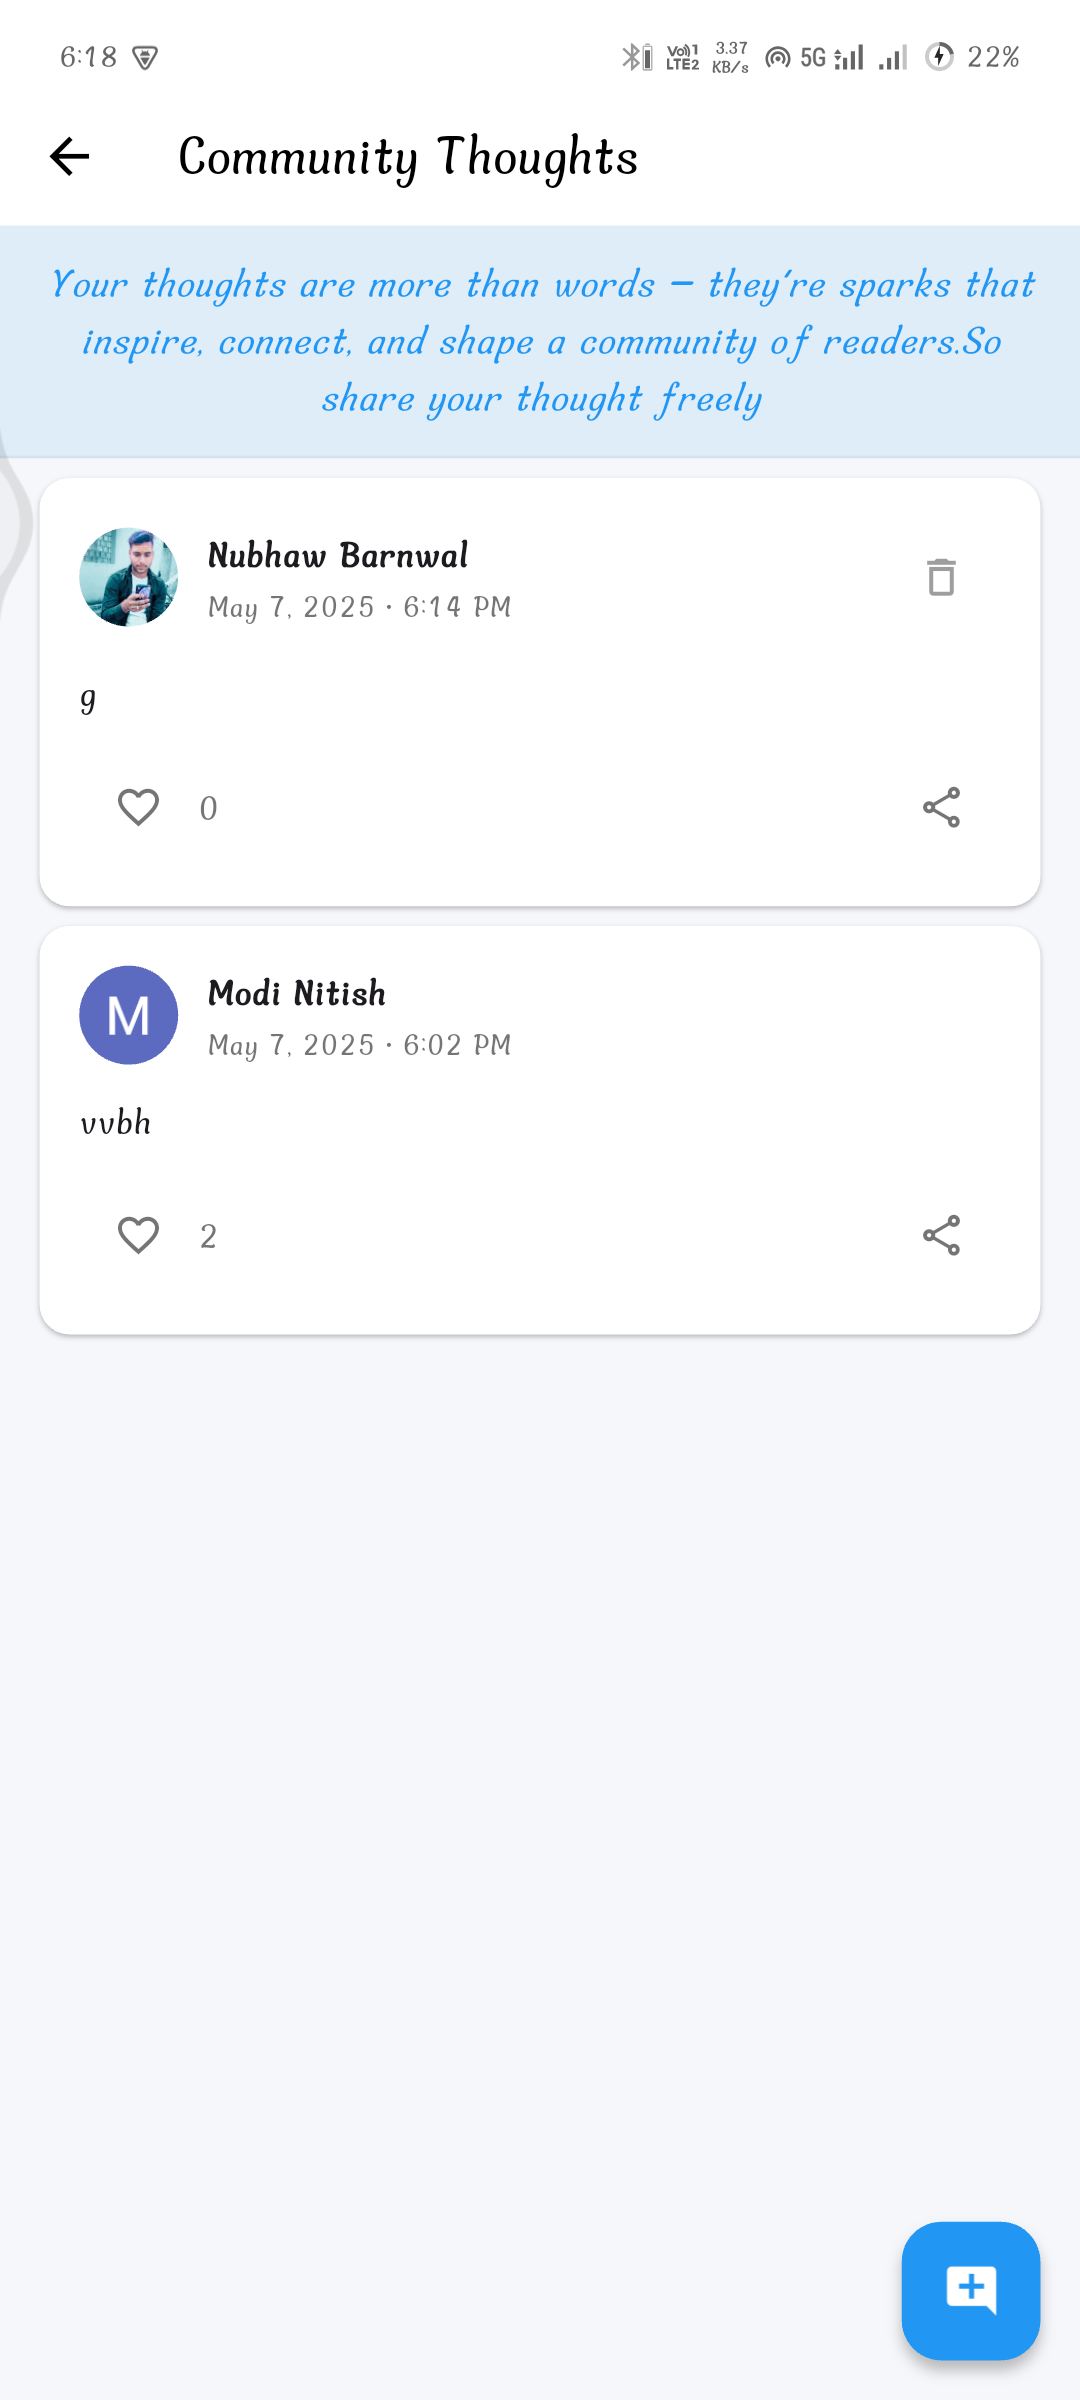 6:18 Vo)) 1 LTE2 3.37 KB/s 5G 22%
Community Thoughts
Your thoughts are more than words – they're sparks that
inspire, connect, and shape a community of readers.So
share your thought freely
Nubhaw Barnwal
May 7, 2025 • 6:14 PM
g
0
M
Modi Nitish
May 7, 2025 • 6:02 PM
vvbh
2